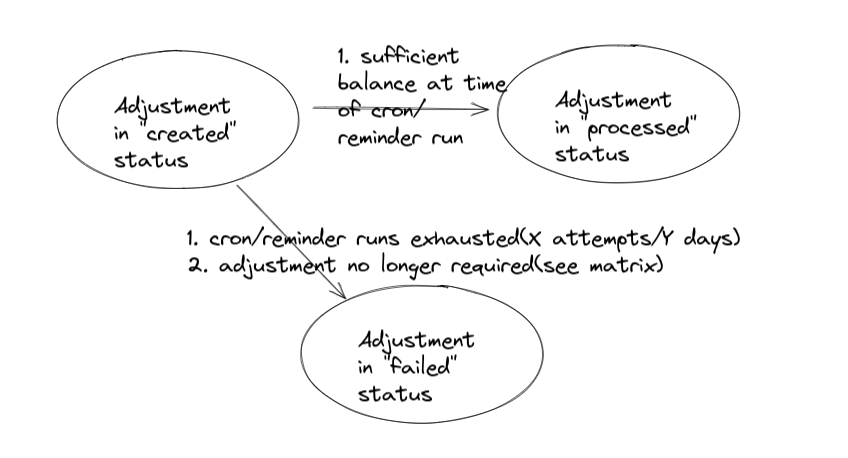 Adjustment
in "created"
status
1. sufficient
balance at time
of cron/
reminder run
Adjustment
in "processed"
status
1. cron/reminder runs exhausted(X attempts/Y days)
2. adjustment no longer required(see matrix)
Adjustment
in "failed"
status